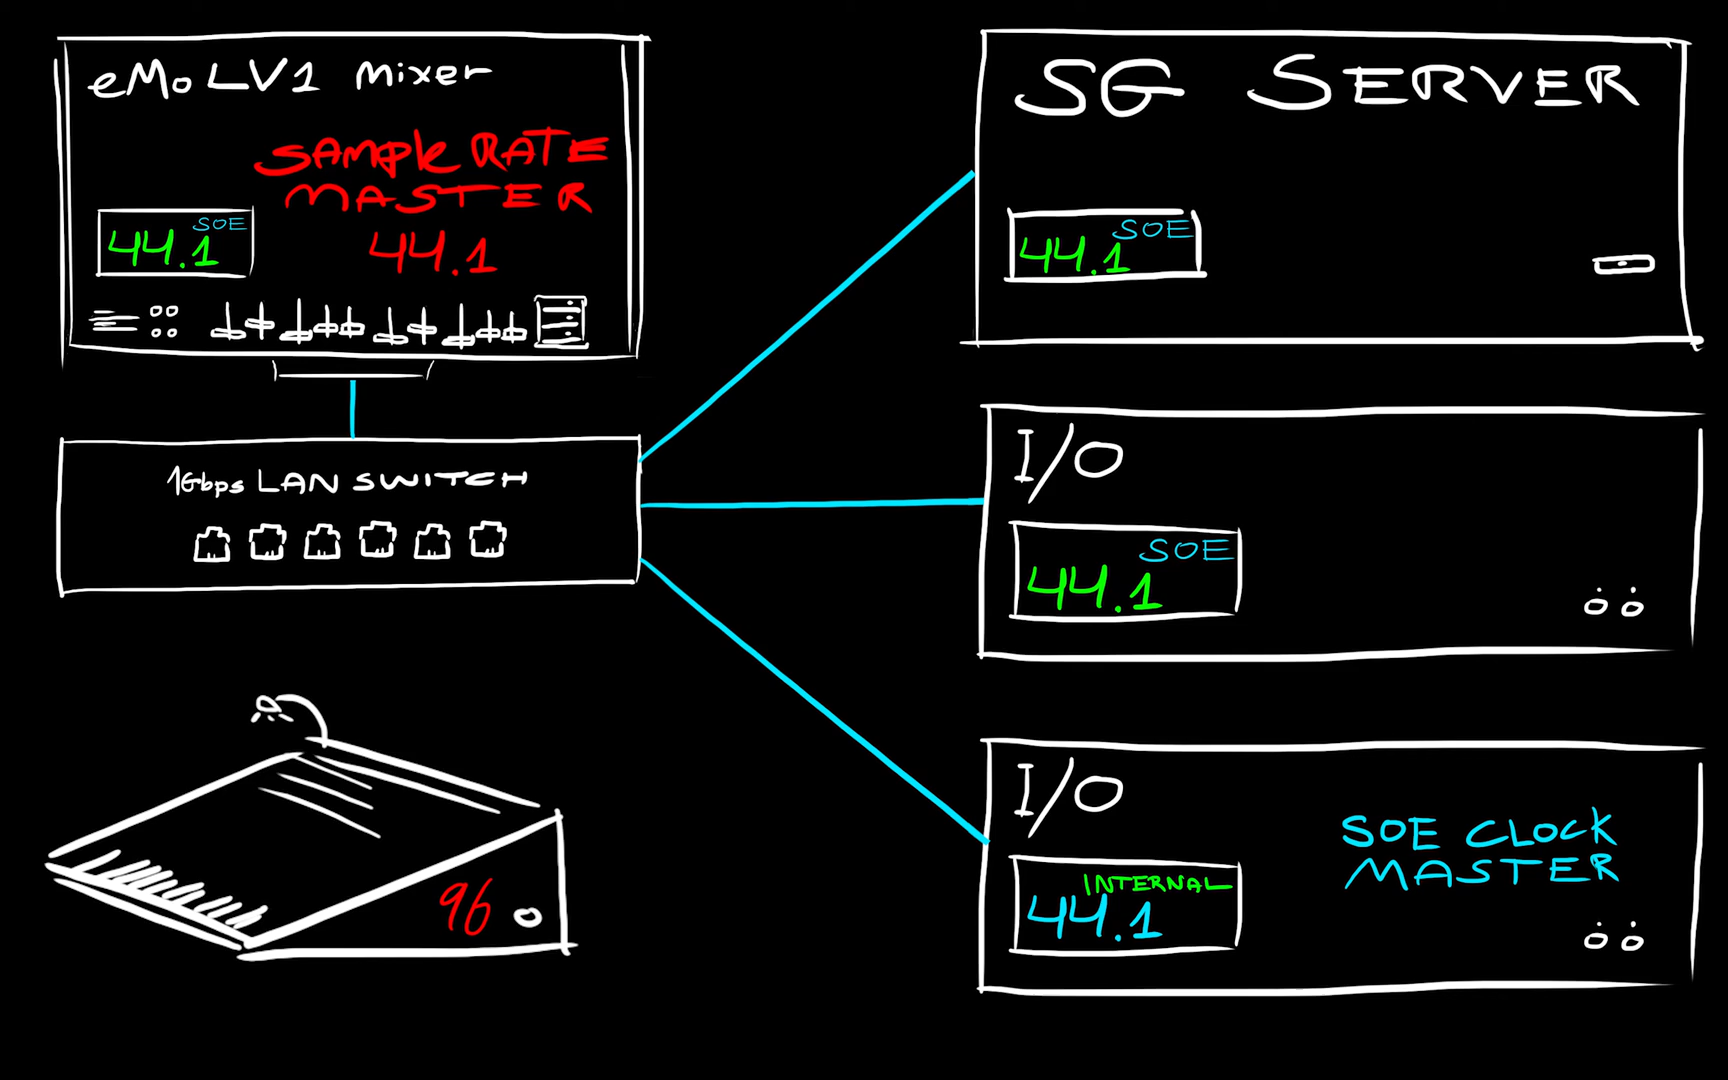 eMo LV1 mixer
SAMPLE RATE
MASTER
44.1
SOE
44.1
1Gbps LAN SWITCH
96
SG SERVER
SOE
44.1
I/O
SOE
44.1
I/O
INTERNAL
44.1
SOE CLOCK
MASTER